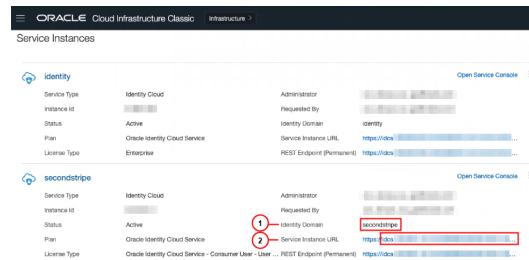 ORACLE Cloud Infrastructure Classic Infrastructure >
Service Instances
identity Open Service Console
Service Type Identity Cloud Administrator
Instance Id Requested By
Status Active Identity Domain identity
Plan Oracle Identity Cloud Service Service Instance URL https://idcs ...
License Type Enterprise REST Endpoint (Permanent) https://idcs ...
secondstripe Open Service Console
Service Type Identity Cloud Administrator
Instance Id Requested By
Status Active 1 Identity Domain secondstripe
Plan Oracle Identity Cloud Service 2 Service Instance URL https://idcs ...
License Type Oracle Identity Cloud Service - Consumer User - User ... REST Endpoint (Permanent) https://idcs ...